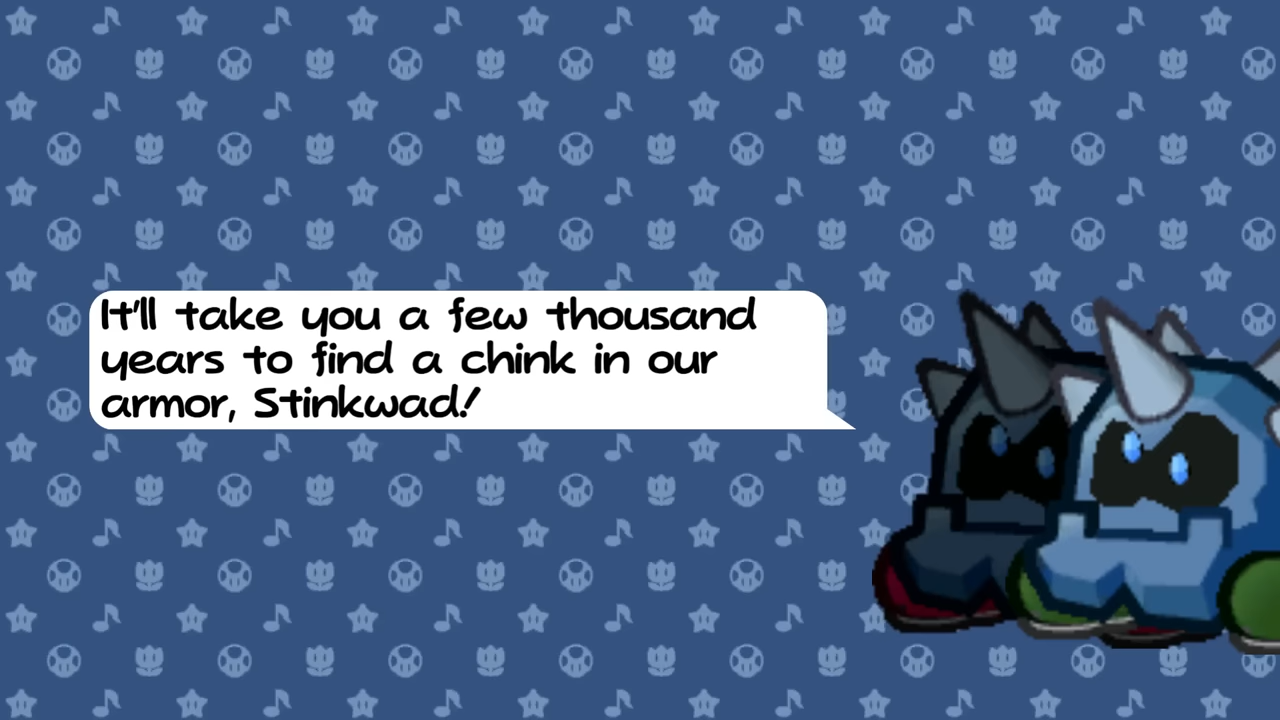 It'll take you a few thousand
years to find a chink in our
armor, Stinkwad!